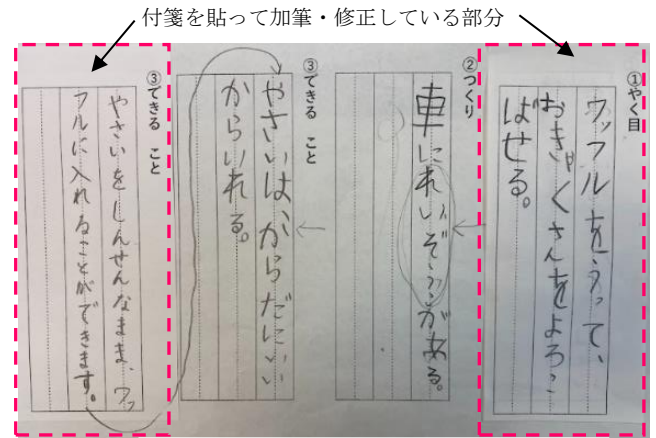 付箋を貼って加筆・修正している部分
①やく目
ワッフルをうって、
おきゃくさんをよろこ
ばせる。
②つくり
車にれいぞうこがある。
③できる こと
やさいは、からだにいい
からいれる。
③できる こと
やさいをしんせんなまま、ワッ
フルに入れることができます。